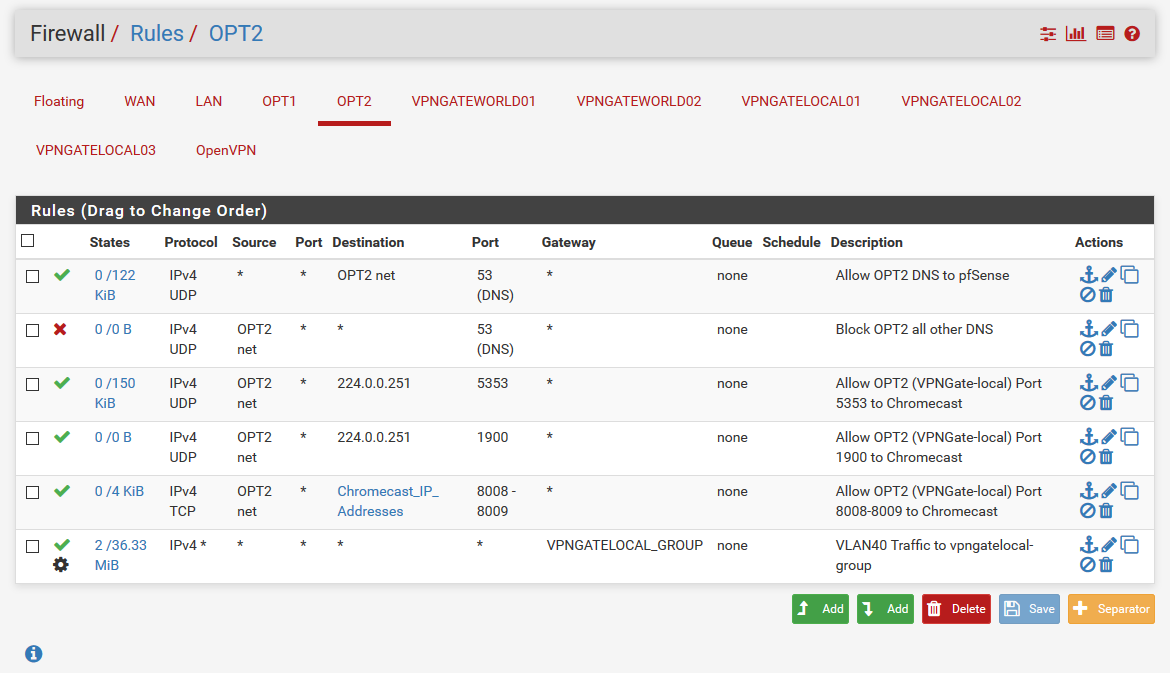 Firewall / Rules / OPT2
Floating WAN LAN OPT1 OPT2 VPNGATEWORLD01 VPNGATEWORLD02 VPNGATELOCAL01 VPNGATELOCAL02
VPNGATELOCAL03 OpenVPN
Rules (Drag to Change Order)
States Protocol Source Port Destination Port Gateway Queue Schedule Description Actions
0 /122 IPv4 * * OPT2 net 53 * none Allow OPT2 DNS to pfSense
KiB UDP (DNS)
0 /0 B IPv4 OPT2 * * 53 * none Block OPT2 all other DNS
UDP net (DNS)
0 /150 IPv4 OPT2 * 224.0.0.251 5353 * none Allow OPT2 (VPNGate-local) Port
KiB UDP net 5353 to Chromecast
0 /0 B IPv4 OPT2 * 224.0.0.251 1900 * none Allow OPT2 (VPNGate-local) Port
UDP net 1900 to Chromecast
0 /4 KiB IPv4 OPT2 * Chromecast_IP_ 8008 - * none Allow OPT2 (VPNGate-local) Port
TCP net Addresses 8009 8008-8009 to Chromecast
2 /36.33 IPv4 * * * * * VPNGATELOCAL_GROUP none VLAN40 Traffic to vpngatelocal-
MiB group
Add Add Delete Save Separator